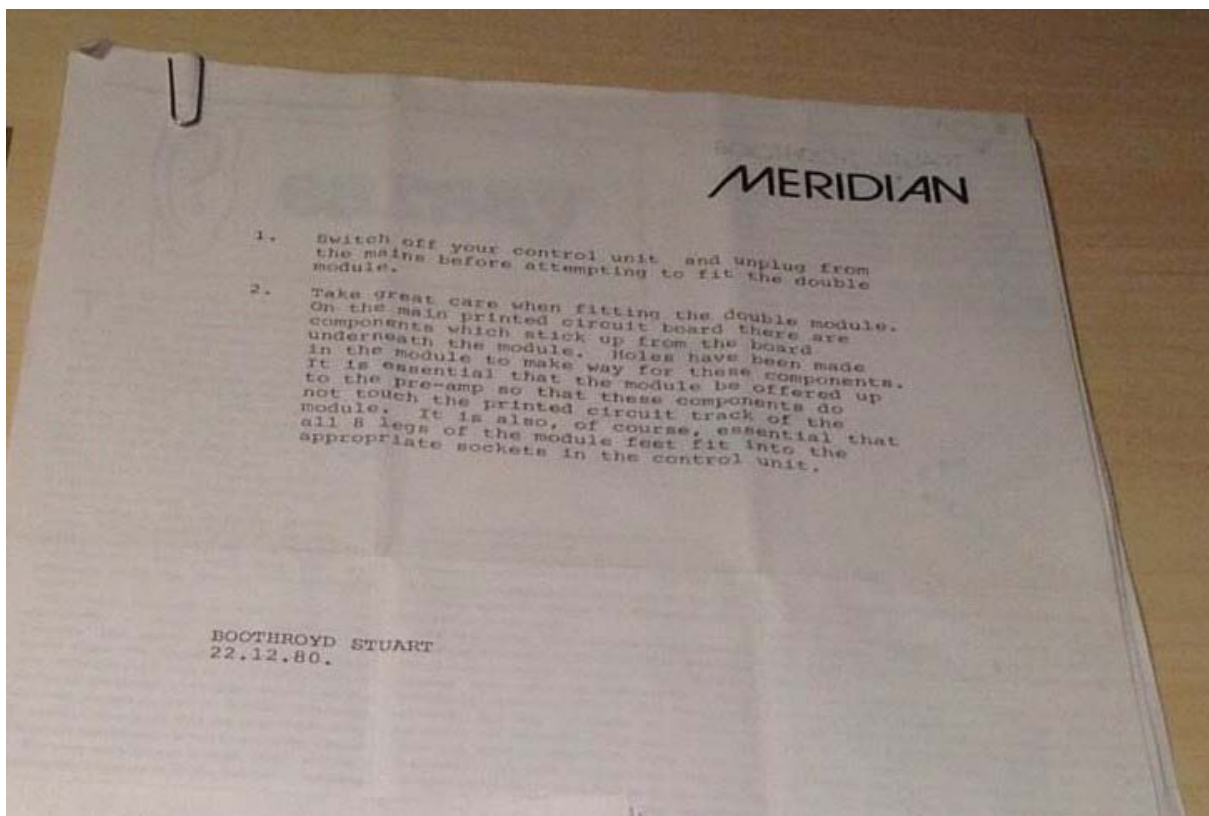 MERIDIAN
1. Switch off your control unit and unplug from
the mains before attempting to fit the double
module.
2. Take great care when fitting the double module.
On the main printed circuit board there are
components which stick up from the board
underneath the module. Holes have been made
in the module to make way for these components.
It is essential that the module be offered up
to the pre-amp so that these components do
not touch the printed circuit track of the
module. It is also, of course, essential that
all 8 legs of the module feet fit into the
appropriate sockets in the control unit.
BOOTHROYD STUART
22.12.80.